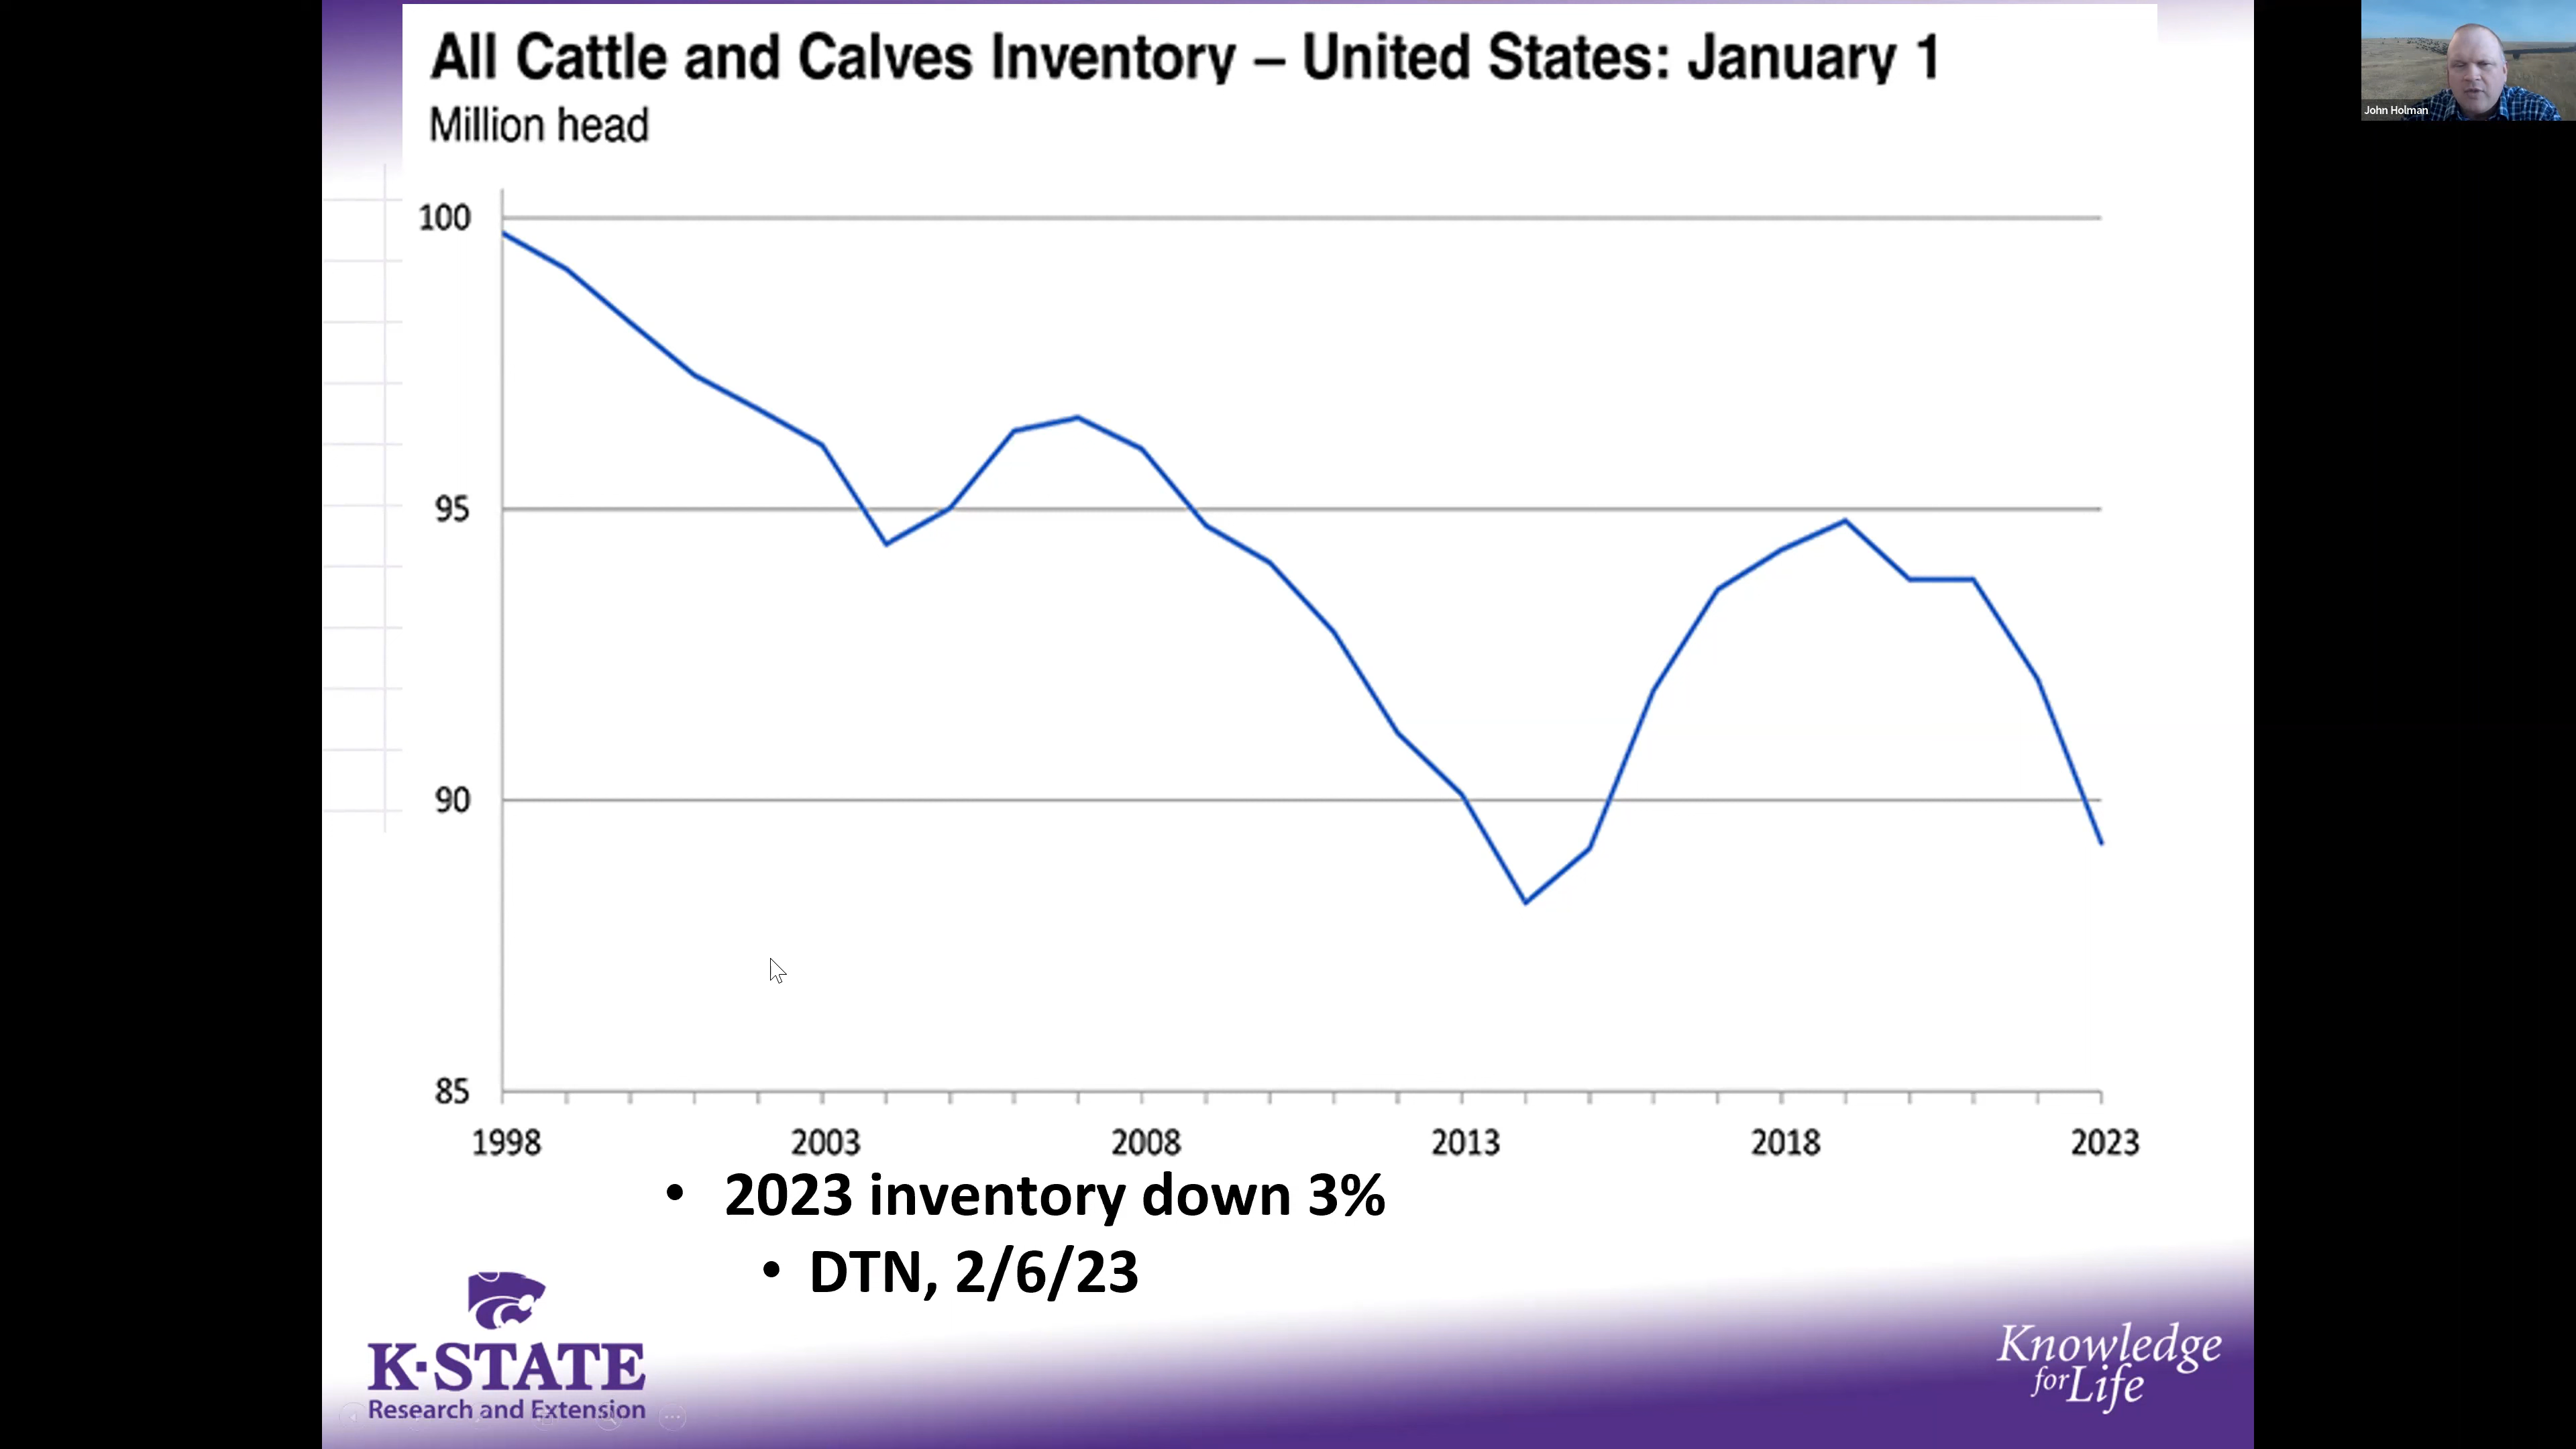 All Cattle and Calves Inventory – United States: January 1
Million head
John Holman
100
95
90
85
1998 2003 2008 2013 2018 2023
• 2023 inventory down 3%
• DTN, 2/6/23
K·STATE
Research and Extension
Knowledge
for Life